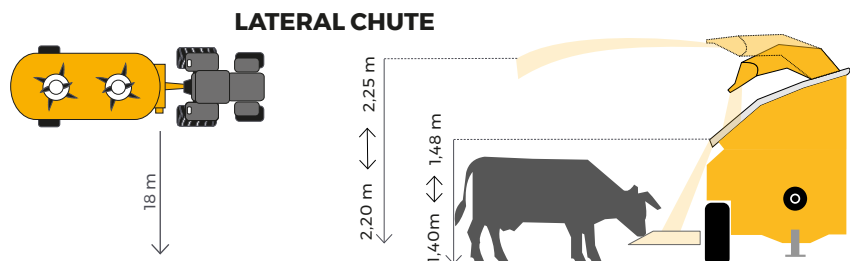 LATERAL CHUTE
18 m
2,25 m
2,20 m
1,48 m
1,40m